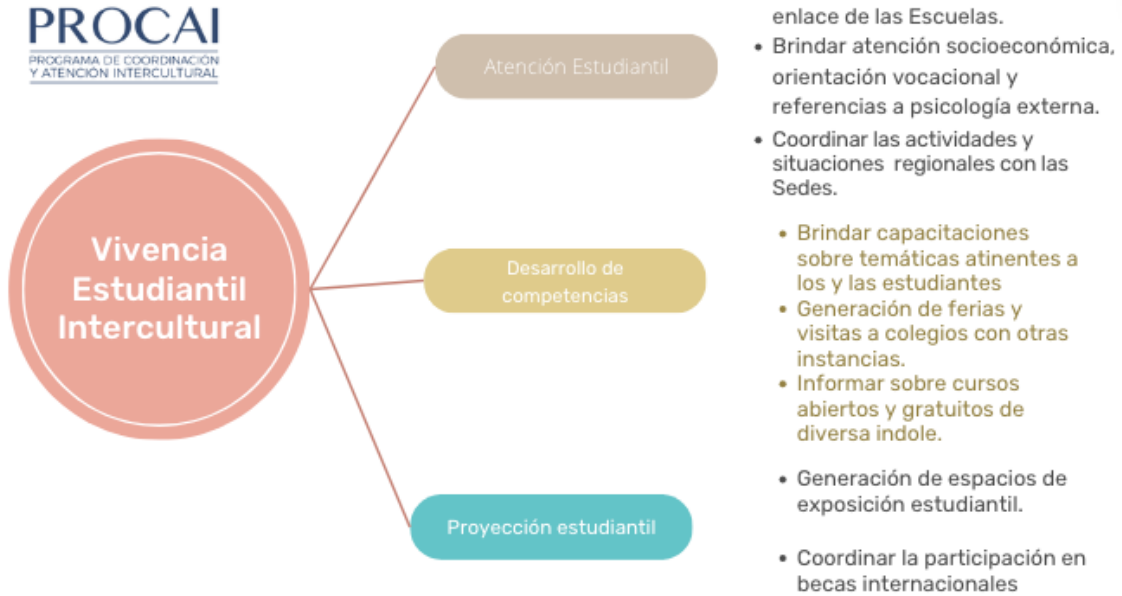 PROCAI
PROGRAMA DE COORDINACIÓN
Y ATENCIÓN INTERCULTURAL
Vivencia
Estudiantil
Intercultural
Atención Estudiantil
enlace de las Escuelas.
• Brindar atención socioeconómica,
orientación vocacional y
referencias a psicología externa.
• Coordinar las actividades y
situaciones regionales con las
Sedes.
Desarrollo de
competencias
• Brindar capacitaciones
sobre temáticas atinentes a
los y las estudiantes
• Generación de ferias y
visitas a colegios con otras
instancias.
• Informar sobre cursos
abiertos y gratuitos de
diversa indole.
Proyección estudiantil
• Generación de espacios de
exposición estudiantil.
• Coordinar la participación en
becas internacionales